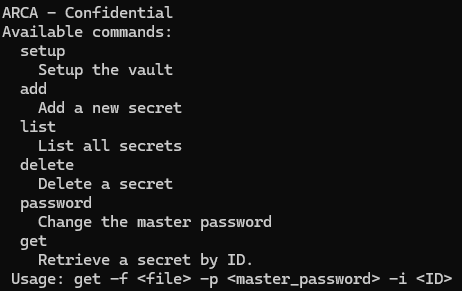 ARCA - Confidential
Available commands:
setup
Setup the vault
add
Add a new secret
list
List all secrets
delete
Delete a secret
password
Change the master password
get
Retrieve a secret by ID.
Usage: get -f <file> -p <master_password> -i <ID>